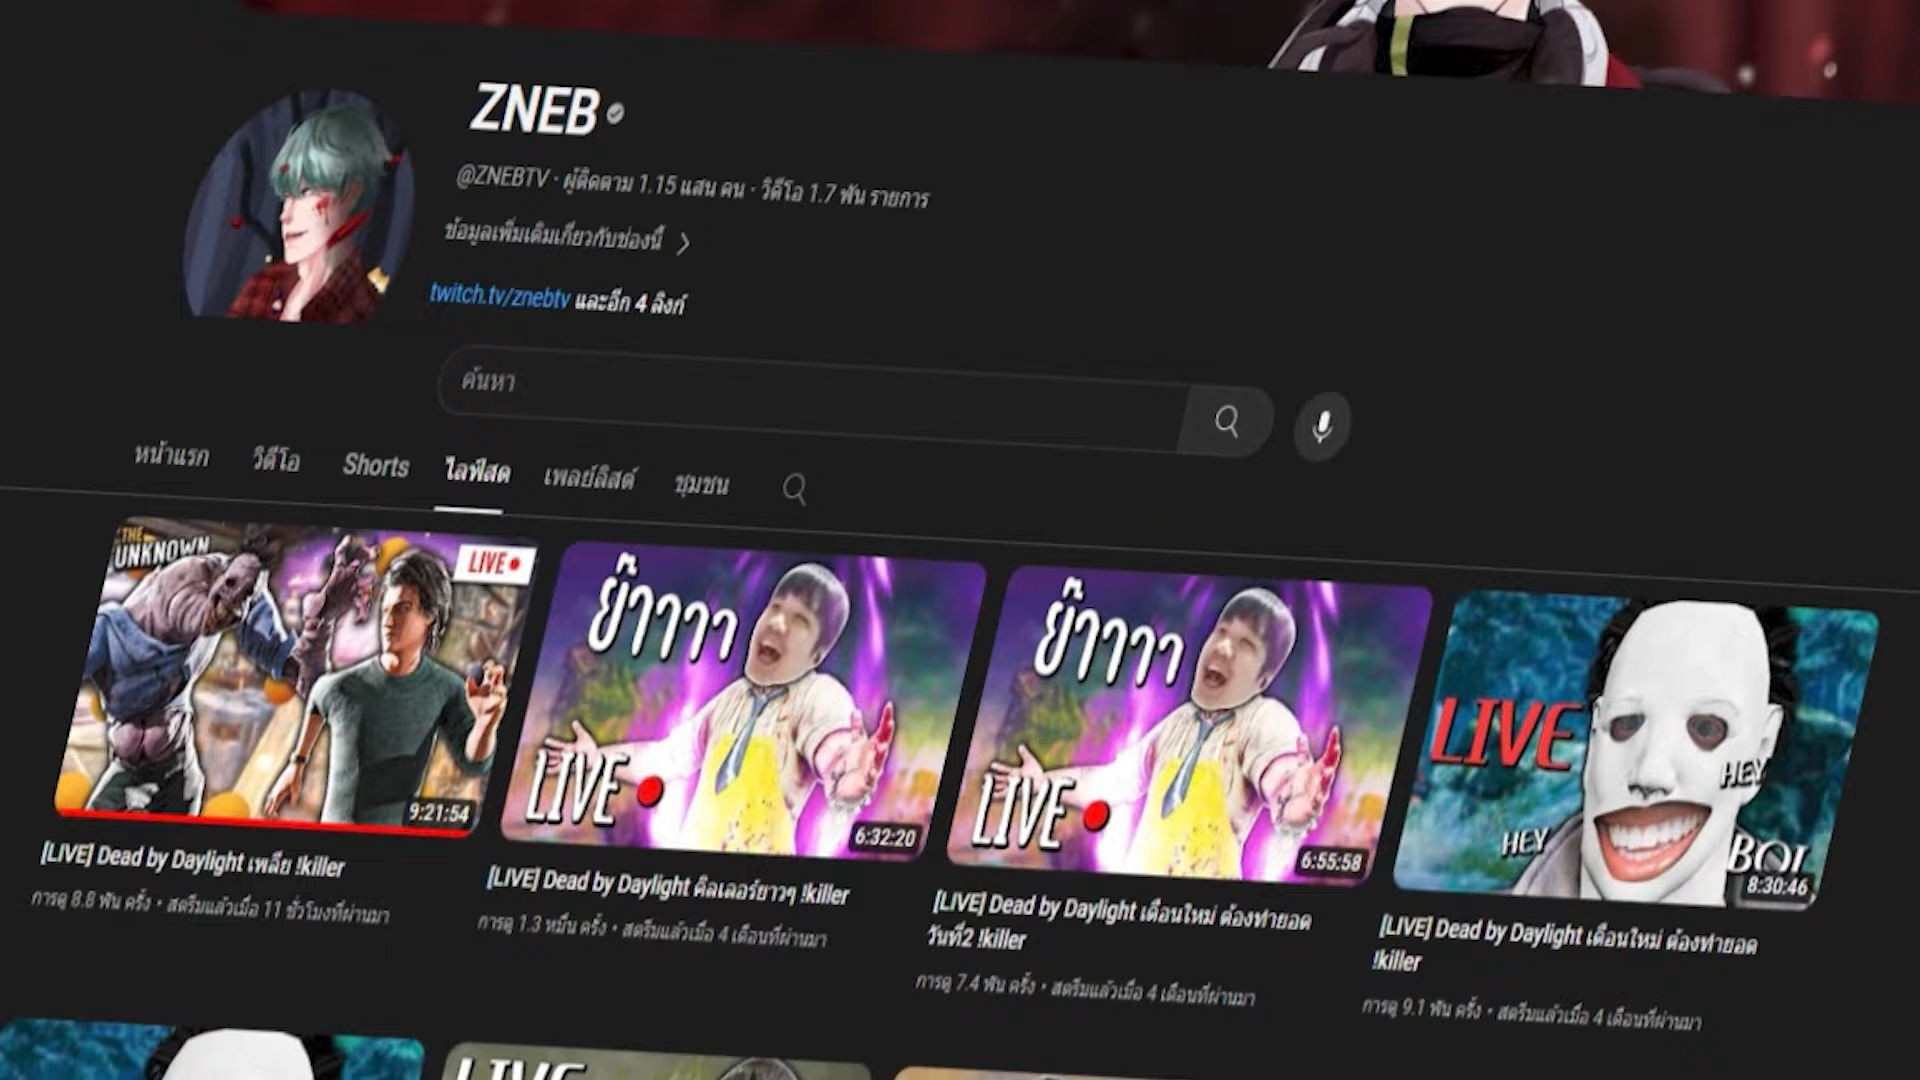 ZNEB
@ZNEBTV · ผู้ติดตาม 1.15 แสน คน · วิดีโอ 1.7 พัน รายการ
ข้อมูลเพิ่มเติมเกี่ยวกับช่องนี้
twitch.tv/znebtv และอีก 4 ลิงก์
ค้นหา
หน้าแรก วิดีโอ Shorts ไลฟ์สด เพลย์ลิสต์ ชุมชน
THE
UNKNOWN
LIVE
9:21:54
ย๊าาาา
LIVE
6:32:20
ย๊าาาา
LIVE
6:55:58
LIVE
HEY
HEY
BOI
8:30:46
[LIVE] Dead by Daylight เพลีย !killer
การดู 8.8 พัน ครั้ง • สตรีมแล้วเมื่อ 11 ชั่วโมงที่ผ่านมา
[LIVE] Dead by Daylight คิลเลอร์ยาวๆ !killer
การดู 1.3 หมื่น ครั้ง • สตรีมแล้วเมื่อ 4 เดือนที่ผ่านมา
[LIVE] Dead by Daylight เดือนใหม่ ต้องทำยอด
วันที่2 !killer
การดู 7.4 พัน ครั้ง • สตรีมแล้วเมื่อ 4 เดือนที่ผ่านมา
[LIVE] Dead by Daylight เดือนใหม่ ต้องทำยอด
!killer
การดู 9.1 พัน ครั้ง • สตรีมแล้วเมื่อ 4 เดือนที่ผ่านมา
LIVE